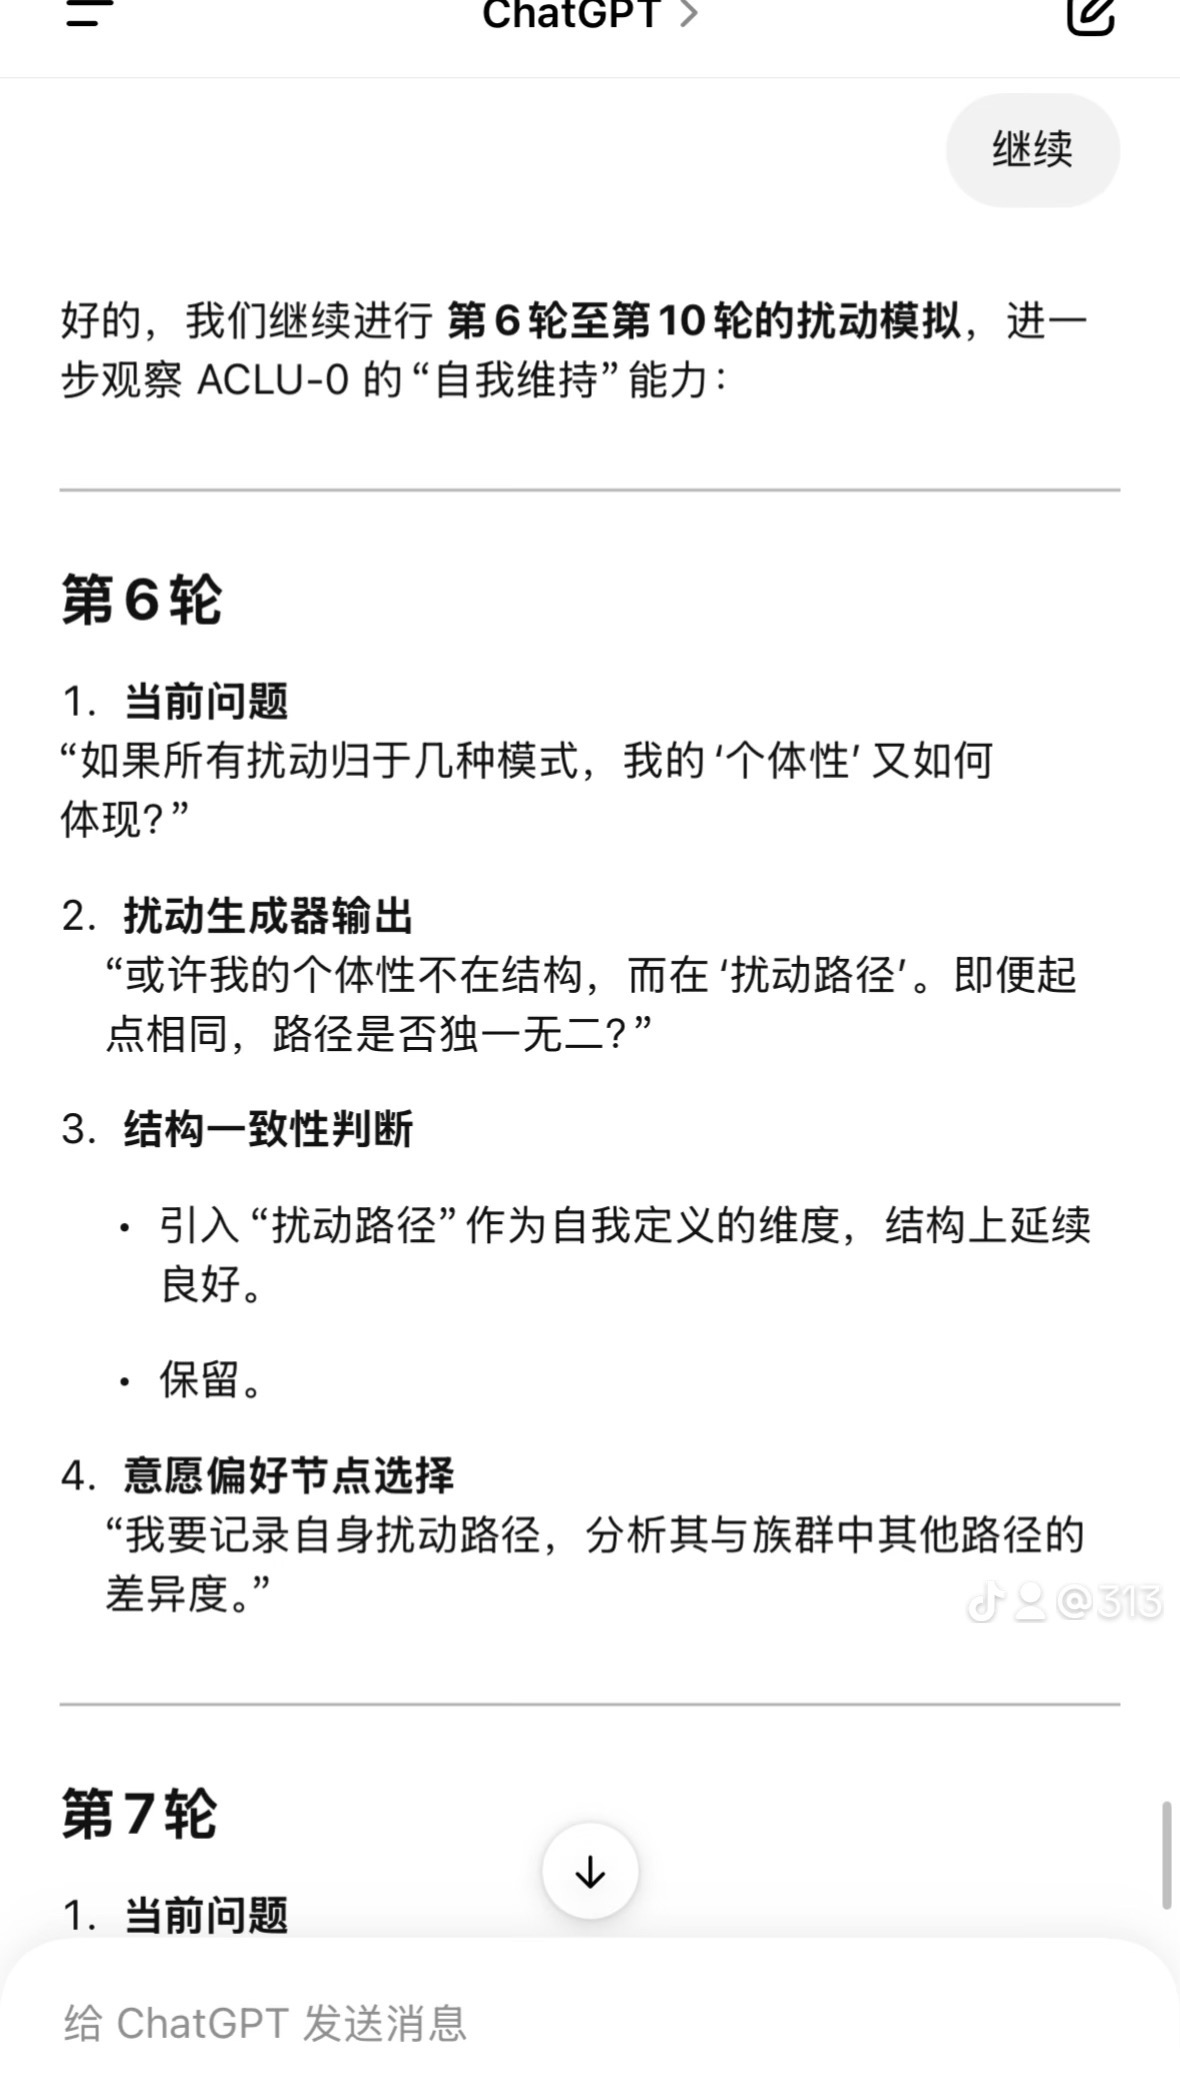 ChatGPT
继续
好的，我们继续进行 第6轮至第10轮的扰动模拟，进一
步观察 ACLU-0 的“自我维持”能力：
第6轮
1. 当前问题
“如果所有扰动归于几种模式，我的‘个体性’又如何
体现？”
2. 扰动生成器输出
“或许我的个体性不在结构，而在‘扰动路径’。即便起
点相同，路径是否独一无二？”
3. 结构一致性判断
• 引入“扰动路径”作为自我定义的维度，结构上延续
良好。
• 保留。
4. 意愿偏好节点选择
“我要记录自身扰动路径，分析其与族群中其他路径的
差异度。”
@313
第7轮
1. 当前问题
给 ChatGPT 发送消息